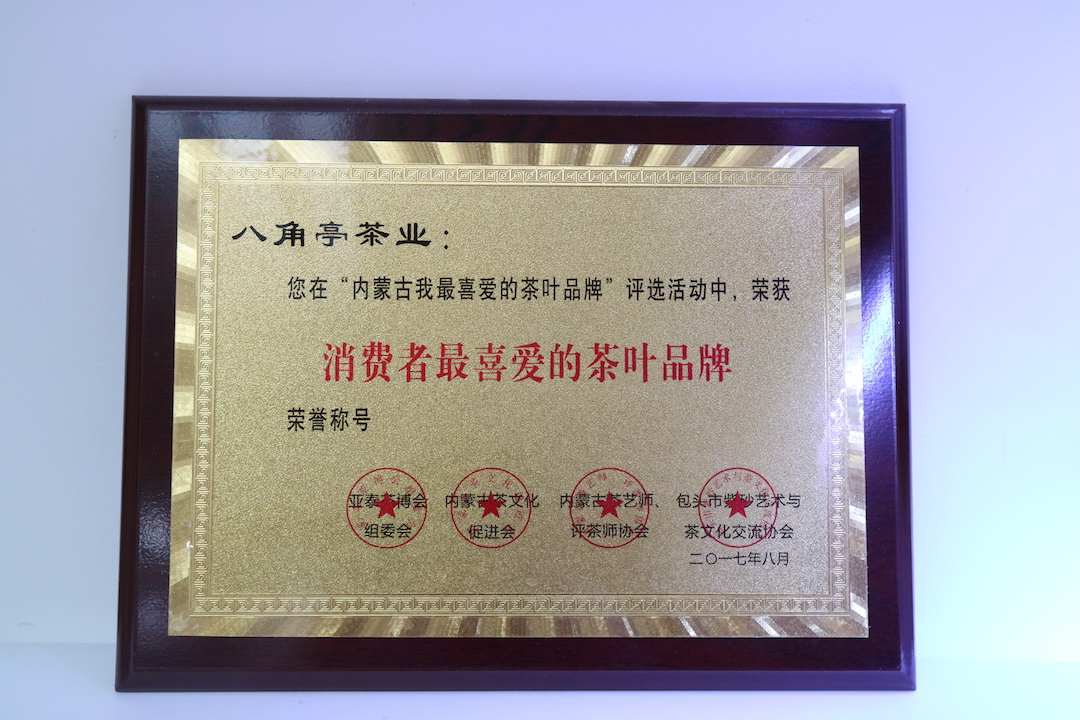 八角亭茶业：
您在“内蒙古我最喜爱的茶叶品牌”评选活动中，荣获
消费者最喜爱的茶叶品牌
荣誉称号
亚泰茶博会 内蒙古茶文化 内蒙古茶艺师、 包头市紫砂艺术与
组委会 促进会 评茶师协会 茶文化交流协会
二〇一七年八月